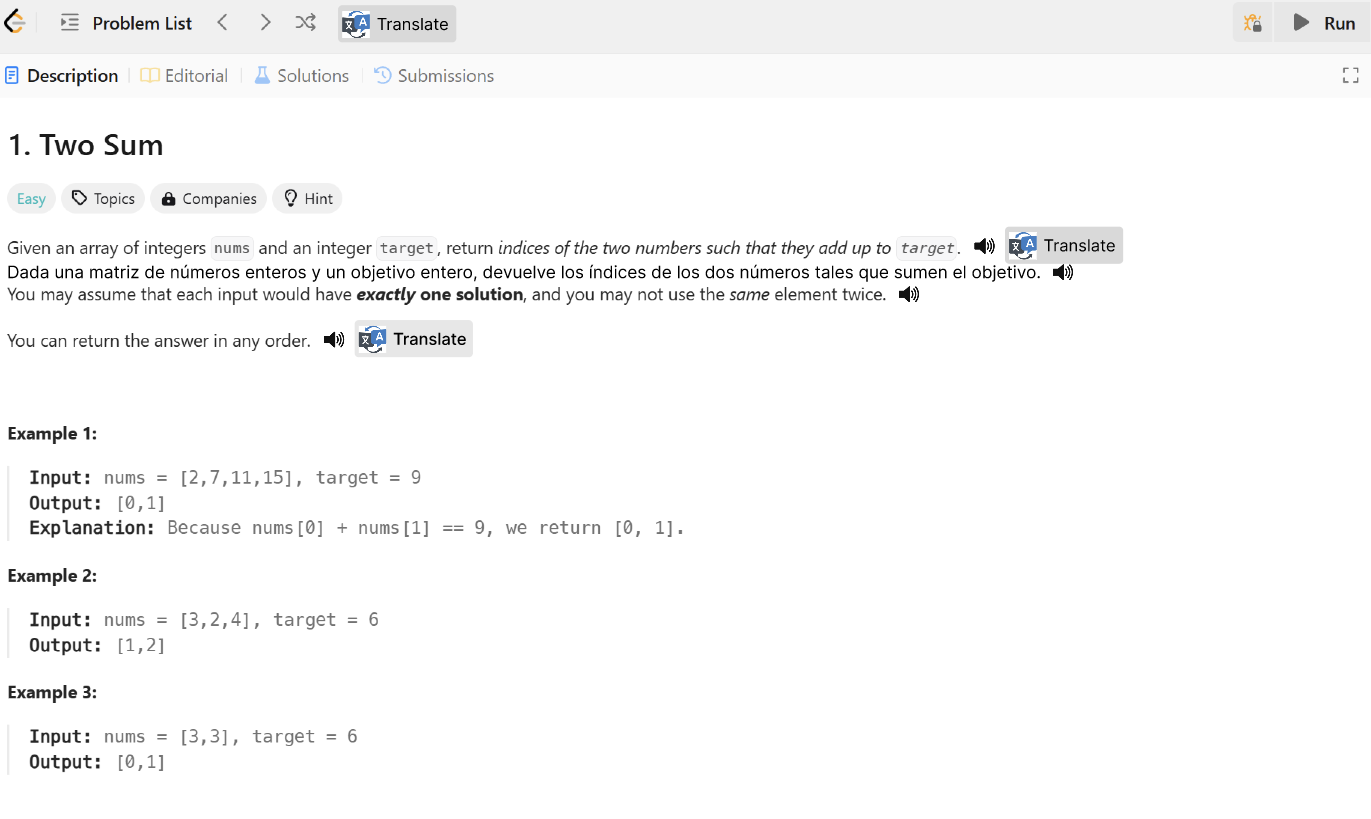 Problem List Translate Run
Description Editorial Solutions Submissions
1. Two Sum
Easy Topics Companies Hint
Given an array of integers nums and an integer target, return indices of the two numbers such that they add up to target. Translate
Dada una matriz de números enteros y un objetivo entero, devuelve los índices de los dos números tales que sumen el objetivo.
You may assume that each input would have exactly one solution, and you may not use the same element twice.
You can return the answer in any order. Translate
Example 1:
Input: nums = [2,7,11,15], target = 9
Output: [0,1]
Explanation: Because nums[0] + nums[1] == 9, we return [0, 1].
Example 2:
Input: nums = [3,2,4], target = 6
Output: [1,2]
Example 3:
Input: nums = [3,3], target = 6
Output: [0,1]